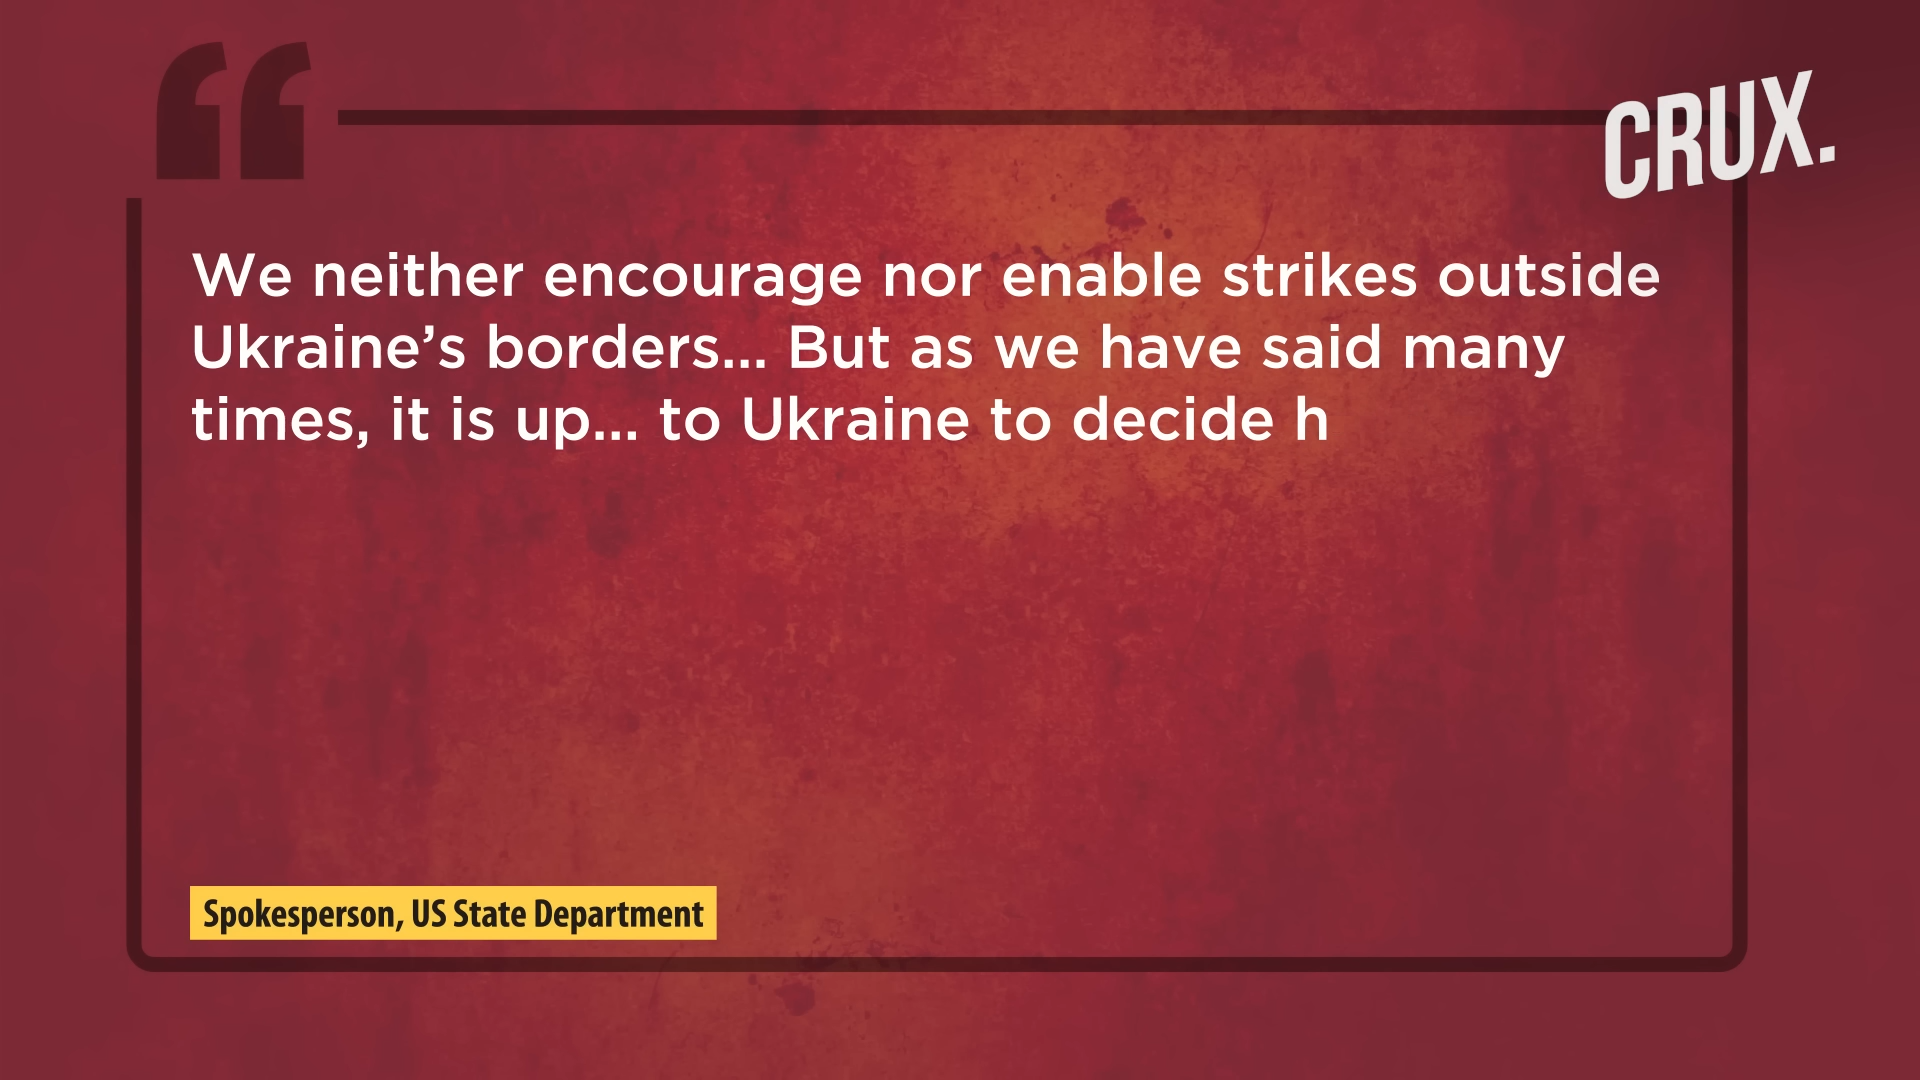 CRUX.
We neither encourage nor enable strikes outside
Ukraine’s borders... But as we have said many
times, it is up... to Ukraine to decide h
Spokesperson, US State Department